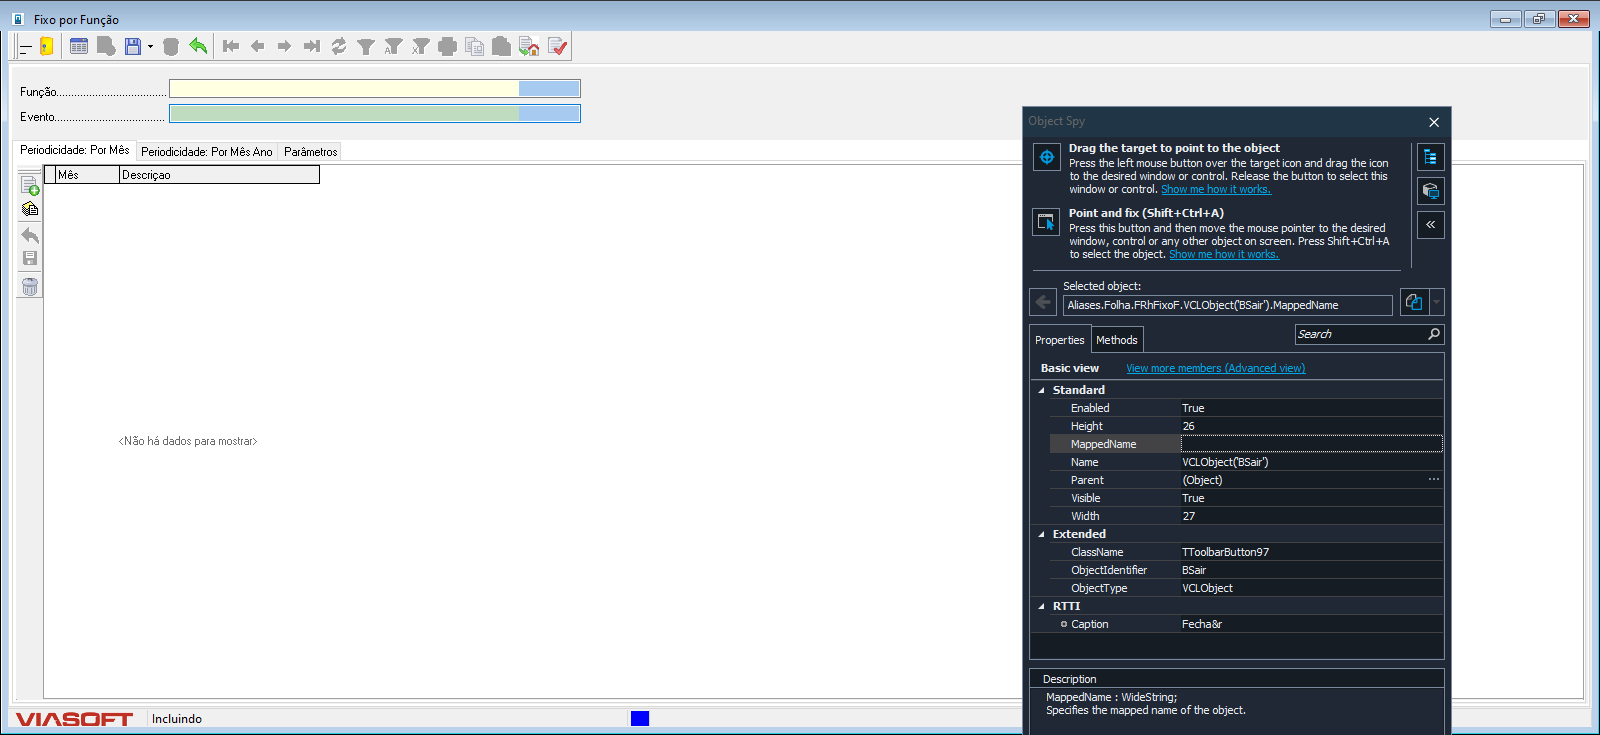 Fixo por Função
Função.....................................
Evento.....................................
Periodicidade: Por Mês
Periodicidade: Por Mês Ano
Parâmetros
Mês
Descriçao
<Não há dados para mostrar>
VIASOFT
Incluindo
Object Spy
Drag the target to point to the object
Press the left mouse button over the target icon and drag the icon
to the desired window or control. Release the button to select this
window or control. Show me how it works.
Point and fix (Shift+Ctrl+A)
Press this button and then move the mouse pointer to the desired
window, control or any other object on screen. Press Shift+Ctrl+A
to select the object. Show me how it works.
Selected object:
Aliases.Folha.FRhFixoF.VCLObject('BSair').MappedName
Properties
Methods
Search
Basic view
View more members (Advanced view)
Standard
Enabled True
Height 26
MappedName
Name VCLObject('BSair')
Parent (Object) ...
Visible True
Width 27
Extended
ClassName TToolbarButton97
ObjectIdentifier BSair
ObjectType VCLObject
RTTI
Caption Fecha&r
Description
MappedName : WideString;
Specifies the mapped name of the object.